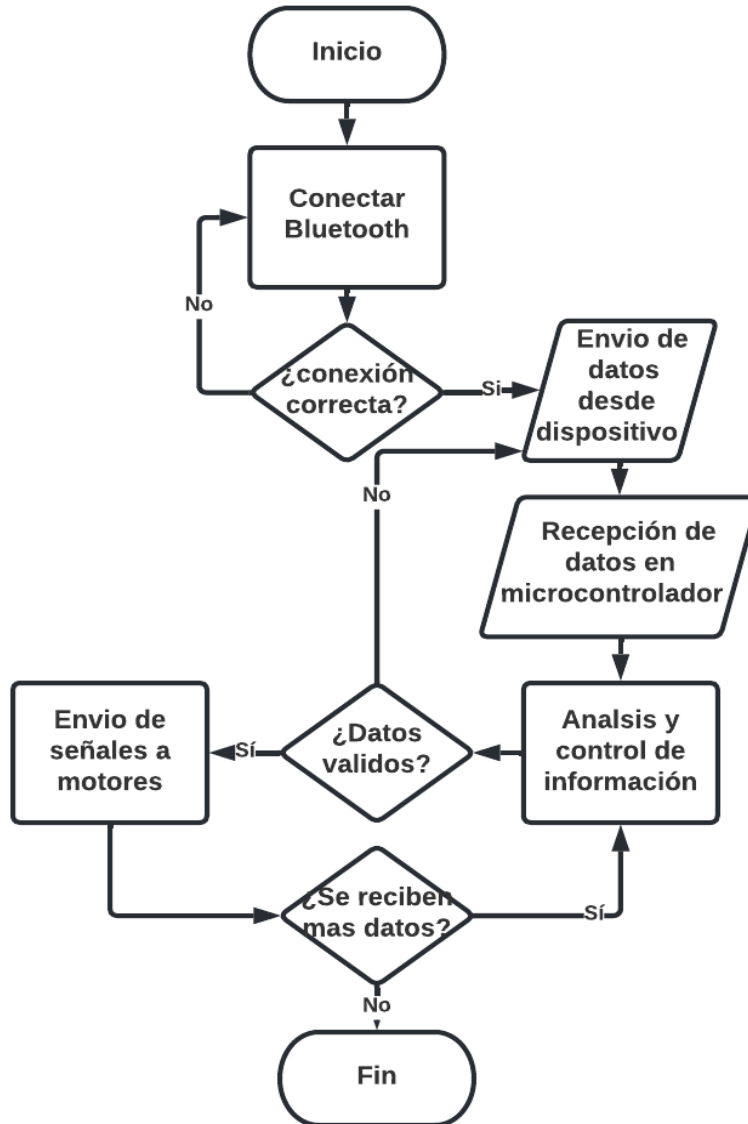 Inicio
Conectar
Bluetooth
No
¿conexión
correcta?
Si
Envio de
datos
desde
dispositivo
No
Recepción de
datos en
microcontrolador
Envio de
señales a
motores
Sí
¿Datos
validos?
Analsis y
control de
información
¿Se reciben
mas datos?
Sí
No
Fin